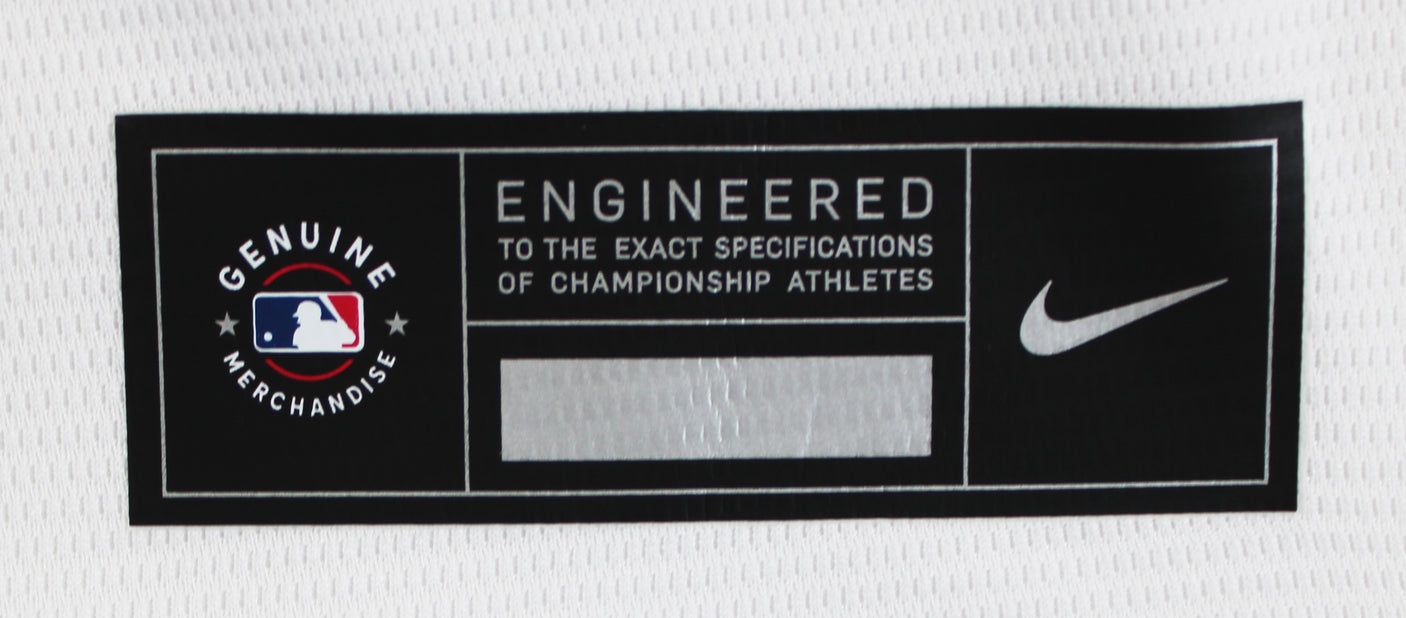 GENUINE
MERCHANDISE
ENGINEERED
TO THE EXACT SPECIFICATIONS
OF CHAMPIONSHIP ATHLETES